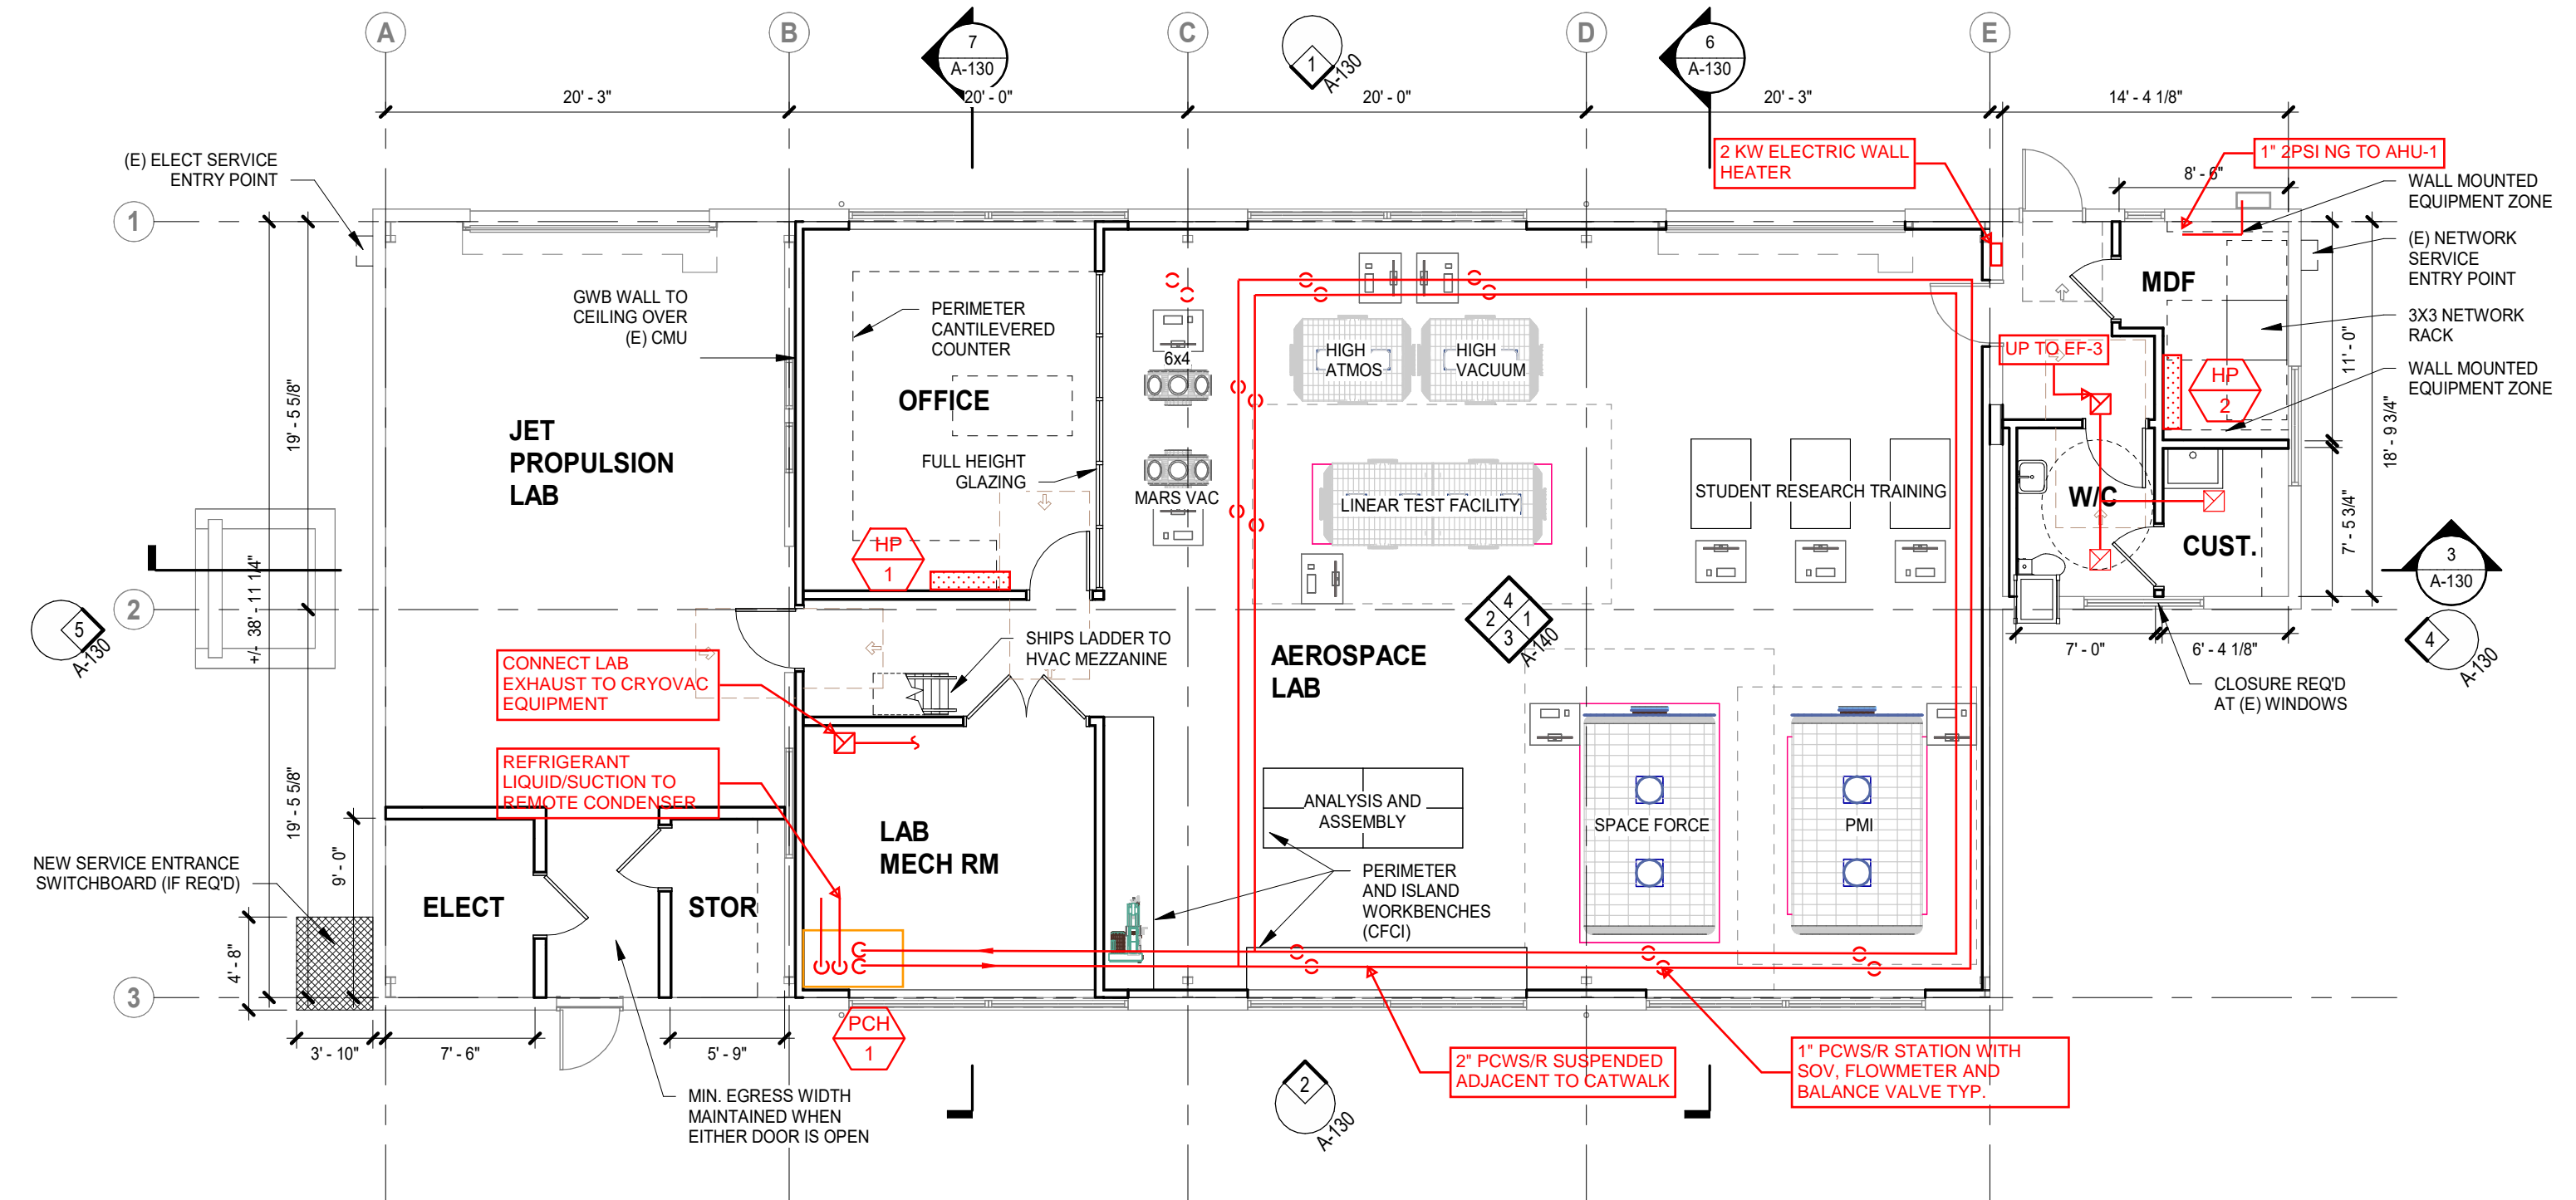 A
B
C
D
E
7
A-130
1
A-130
6
A-130
20' - 3"
20' - 0"
20' - 0"
20' - 3"
14' - 4 1/8"
(E) ELECT SERVICE
ENTRY POINT
2 KW ELECTRIC WALL
HEATER
1" 2PSI NG TO AHU-1
8' - 6"
WALL MOUNTED
EQUIPMENT ZONE
1
(E) NETWORK
SERVICE
ENTRY POINT
MDF
GWB WALL TO
CEILING OVER
(E) CMU
PERIMETER
CANTILEVERED
COUNTER
3X3 NETWORK
RACK
6x4
HIGH
ATMOS
HIGH
VACUUM
UP TO EF-3
11' - 0"
WALL MOUNTED
EQUIPMENT ZONE
HP
2
OFFICE
19' - 5 5/8"
18' - 9 3/4"
JET
PROPULSION
LAB
FULL HEIGHT
GLAZING
MARS VAC
LINEAR TEST FACILITY
STUDENT RESEARCH TRAINING
W/C
CUST.
7' - 5 3/4"
HP
1
3
A-130
2
+/- 38' - 11 1/4"
5
A-130
4
2
1
3
A-140
4
A-130
SHIPS LADDER TO
HVAC MEZZANINE
7' - 0"
6' - 4 1/8"
CONNECT LAB
EXHAUST TO CRYOVAC
EQUIPMENT
AEROSPACE
LAB
CLOSURE REQ'D
AT (E) WINDOWS
REFRIGERANT
LIQUID/SUCTION TO
REMOTE CONDENSER
19' - 5 5/8"
LAB
MECH RM
ANALYSIS AND
ASSEMBLY
SPACE FORCE
PMI
NEW SERVICE ENTRANCE
SWITCHBOARD (IF REQ'D)
9' - 0"
ELECT
STOR
PERIMETER
AND ISLAND
WORKBENCHES
(CFCI)
4' - 8"
3
3' - 10"
7' - 6"
5' - 9"
PCH
1
2" PCWS/R SUSPENDED
ADJACENT TO CATWALK
1" PCWS/R STATION WITH
SOV, FLOWMETER AND
BALANCE VALVE TYP.
MIN. EGRESS WIDTH
MAINTAINED WHEN
EITHER DOOR IS OPEN
2
A-130